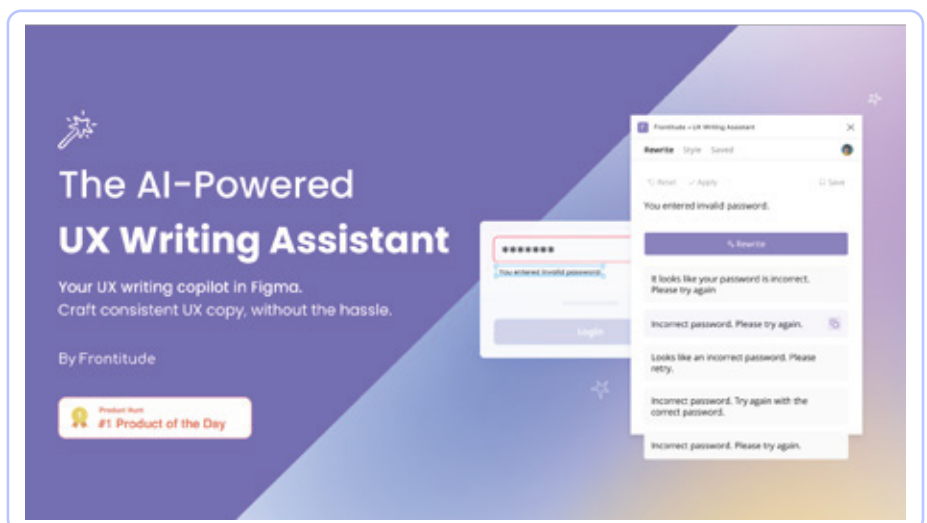 The AI-Powered
UX Writing Assistant
Your UX writing copilot in Figma.
Craft consistent UX copy, without the hassle.
By Frontitude
Product Hunt
#1 Product of the Day
*******
You entered invalid password.
Login
Frontitude - UX Writing Assistant
Rewrite Style Saved
Reset Apply Save
You entered invalid password.
Rewrite
It looks like your password is incorrect.
Please try again
Incorrect password. Please try again.
Looks like an incorrect password. Please
retry.
Incorrect password. Try again with the
correct password.
Incorrect password. Please try again.